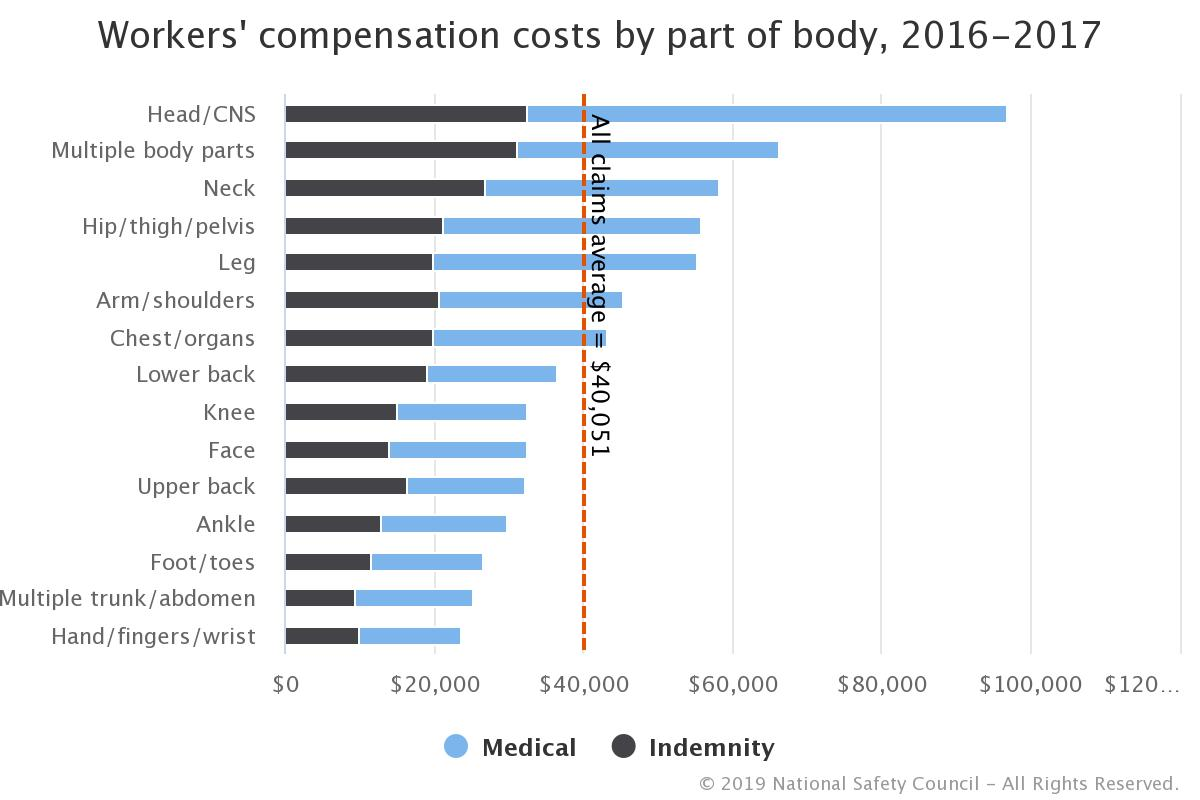 Workers' compensation costs by part of body, 2016–2017
Head/CNS
Multiple body parts
Neck
Hip/thigh/pelvis
Leg
Arm/shoulders
Chest/organs
Lower back
Knee
Face
Upper back
Ankle
Foot/toes
Multiple trunk/abdomen
Hand/fingers/wrist
All claims average = $40,051
$0 $20,000 $40,000 $60,000 $80,000 $100,000 $120...
Medical Indemnity
© 2019 National Safety Council – All Rights Reserved.